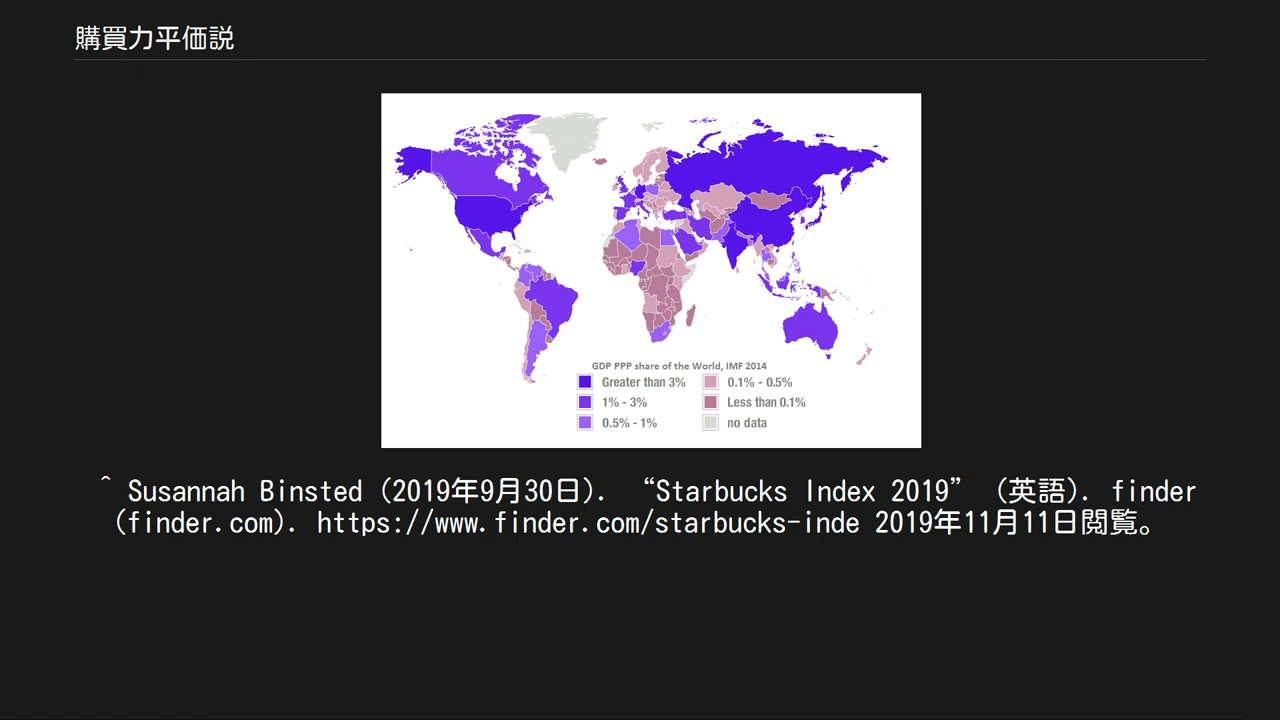 購買力平価説
GDP PPP share of the World, IMF 2014
Greater than 3%
1% - 3%
0.5% - 1%
0.1% - 0.5%
Less than 0.1%
no data
^ Susannah Binsted (2019年9月30日). “Starbucks Index 2019” (英語). finder
(finder.com). https://www.finder.com/starbucks-inde 2019年11月11日閲覧。